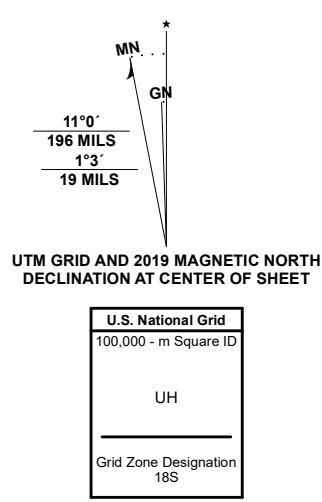 ★
MN
GN
11°0´
196 MILS
1°3´
19 MILS
UTM GRID AND 2019 MAGNETIC NORTH
DECLINATION AT CENTER OF SHEET
U.S. National Grid
100,000 - m Square ID
UH
Grid Zone Designation
18S